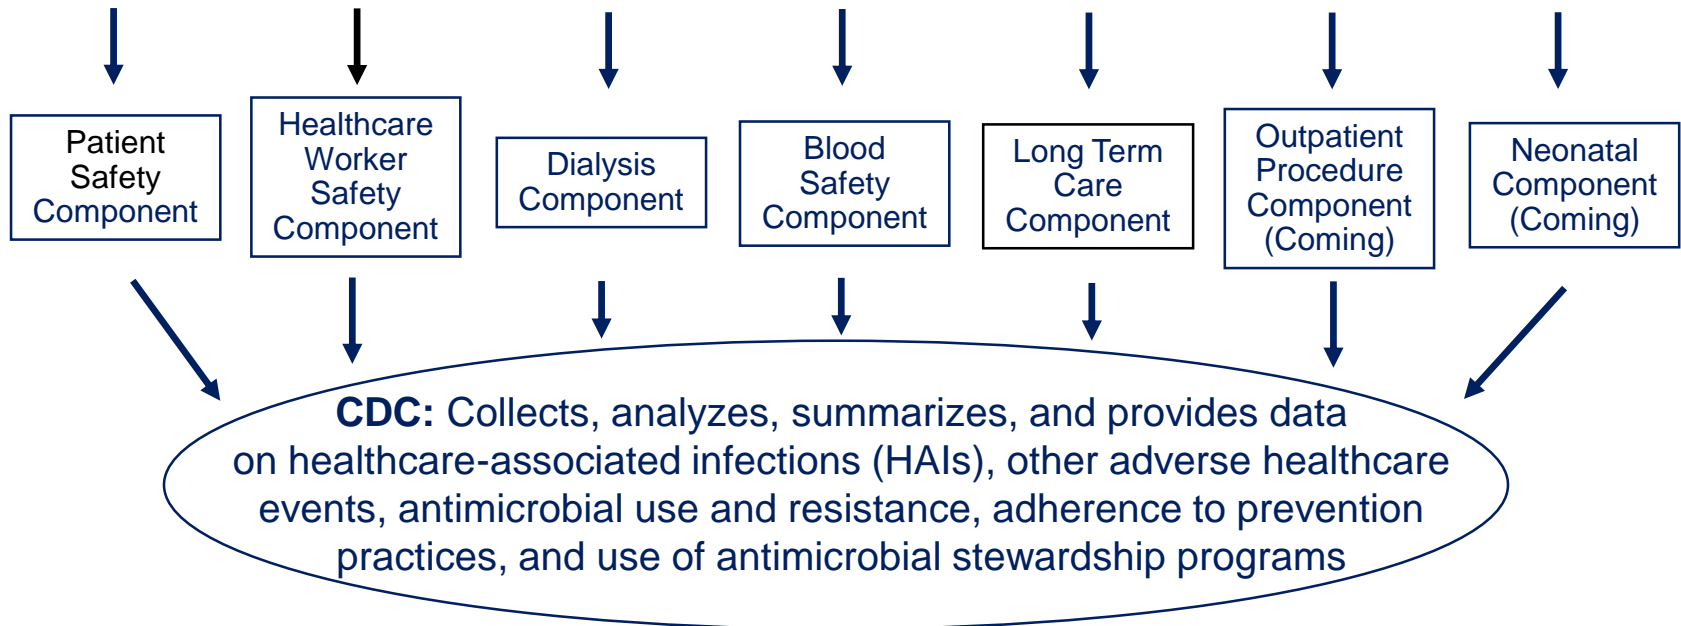 Patient
Safety
Component
Healthcare
Worker
Safety
Component
Dialysis
Component
Blood
Safety
Component
Long Term
Care
Component
Outpatient
Procedure
Component
(Coming)
Neonatal
Component
(Coming)
CDC: Collects, analyzes, summarizes, and provides data
on healthcare-associated infections (HAIs), other adverse healthcare
events, antimicrobial use and resistance, adherence to prevention
practices, and use of antimicrobial stewardship programs